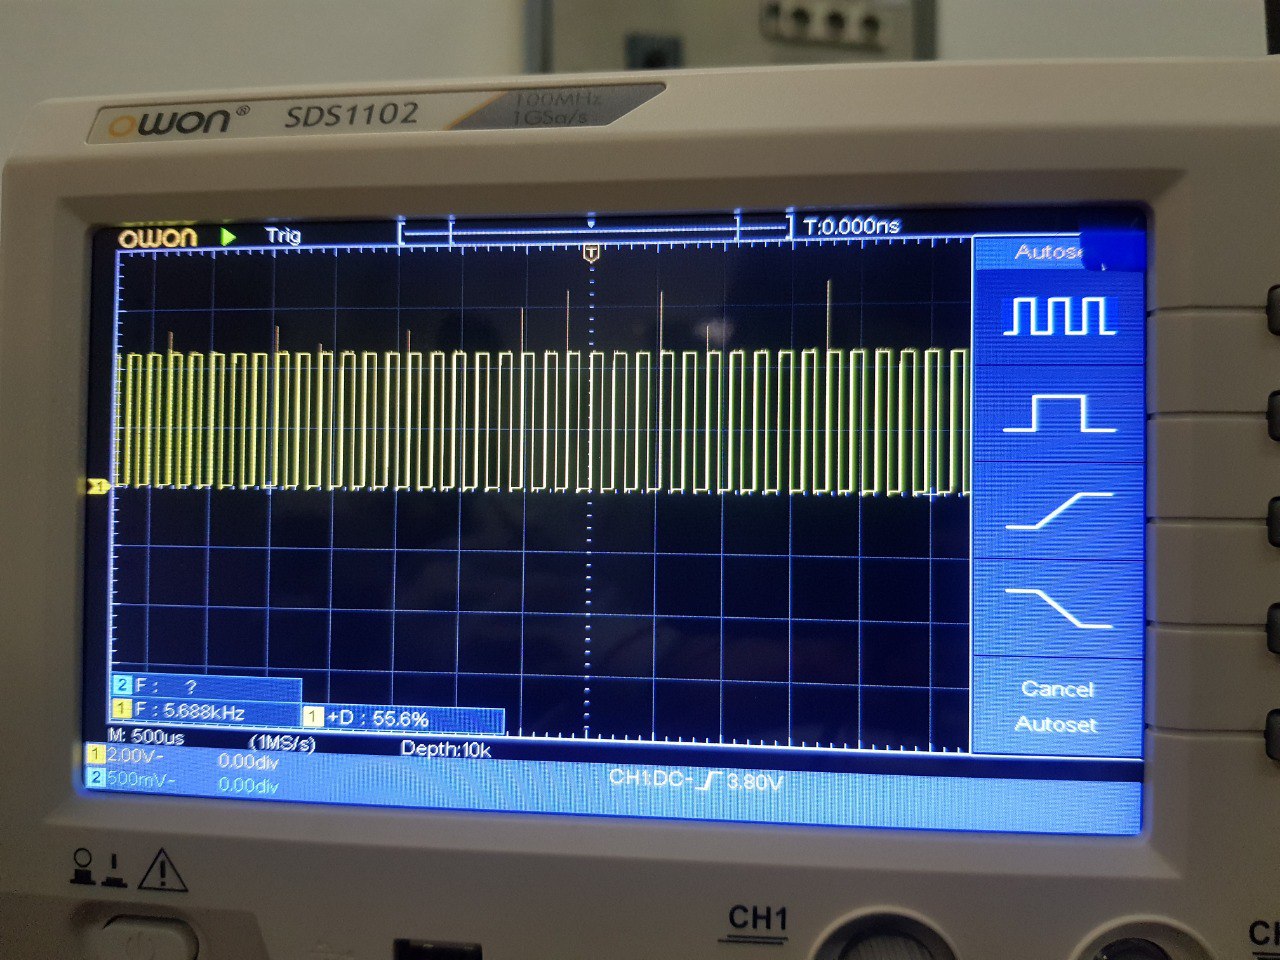 owon® SDS1102 100MHz
1GSa/s
owon Trig T:0.000ns
T
Autose
1
2 F : ?
1 F : 5.688kHz 1 +D : 55.6%
M: 500us (1MS/s) Depth:10k
1 2.00V~ 0.00div
2 500mV~ 0.00div
CH1:DC- 3.80V
Cancel
Autoset
CH1